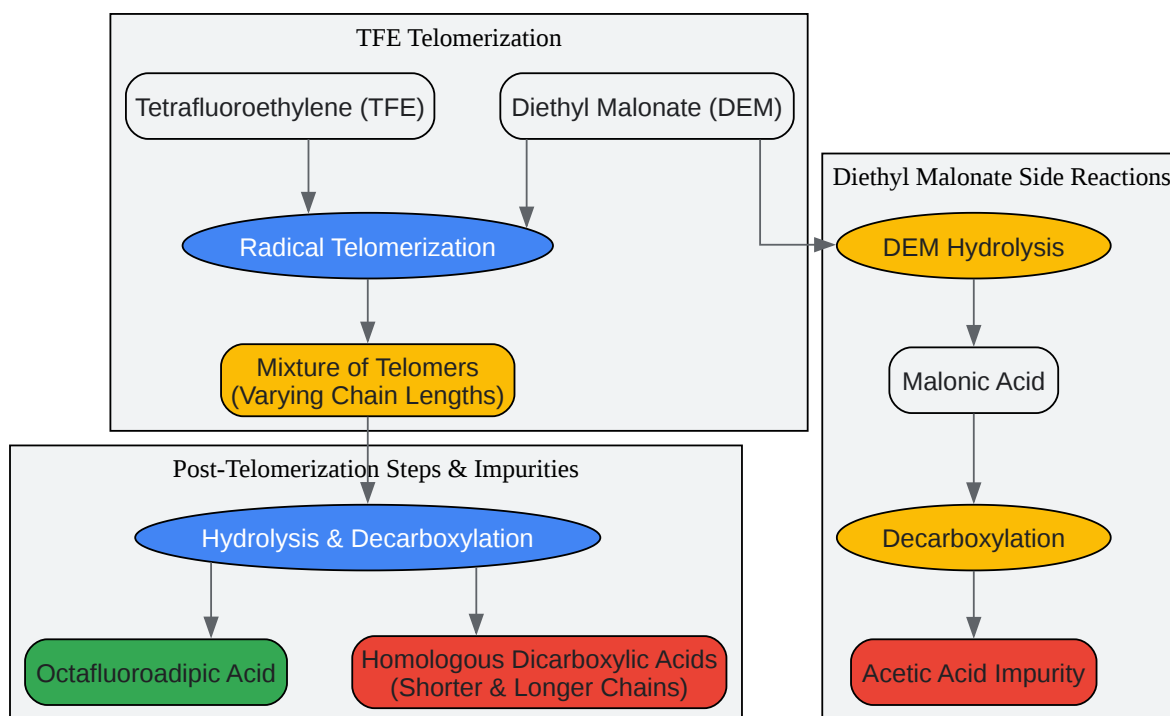 TFE Telomerization
Tetrafluoroethylene (TFE)
Diethyl Malonate (DEM)
Radical Telomerization
Mixture of Telomers
(Varying Chain Lengths)
Post-Telomerization Steps & Impurities
Hydrolysis & Decarboxylation
Octafluoroadipic Acid
Homologous Dicarboxylic Acids
(Shorter & Longer Chains)
Diethyl Malonate Side Reactions
DEM Hydrolysis
Malonic Acid
Decarboxylation
Acetic Acid Impurity